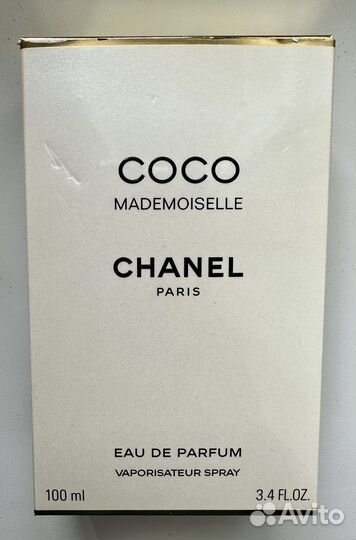 COCO
MADEMOISELLE
CHANEL
PARIS
EAU DE PARFUM
VAPORISATEUR SPRAY
100 ml 3.4 FL.OZ.
Avito